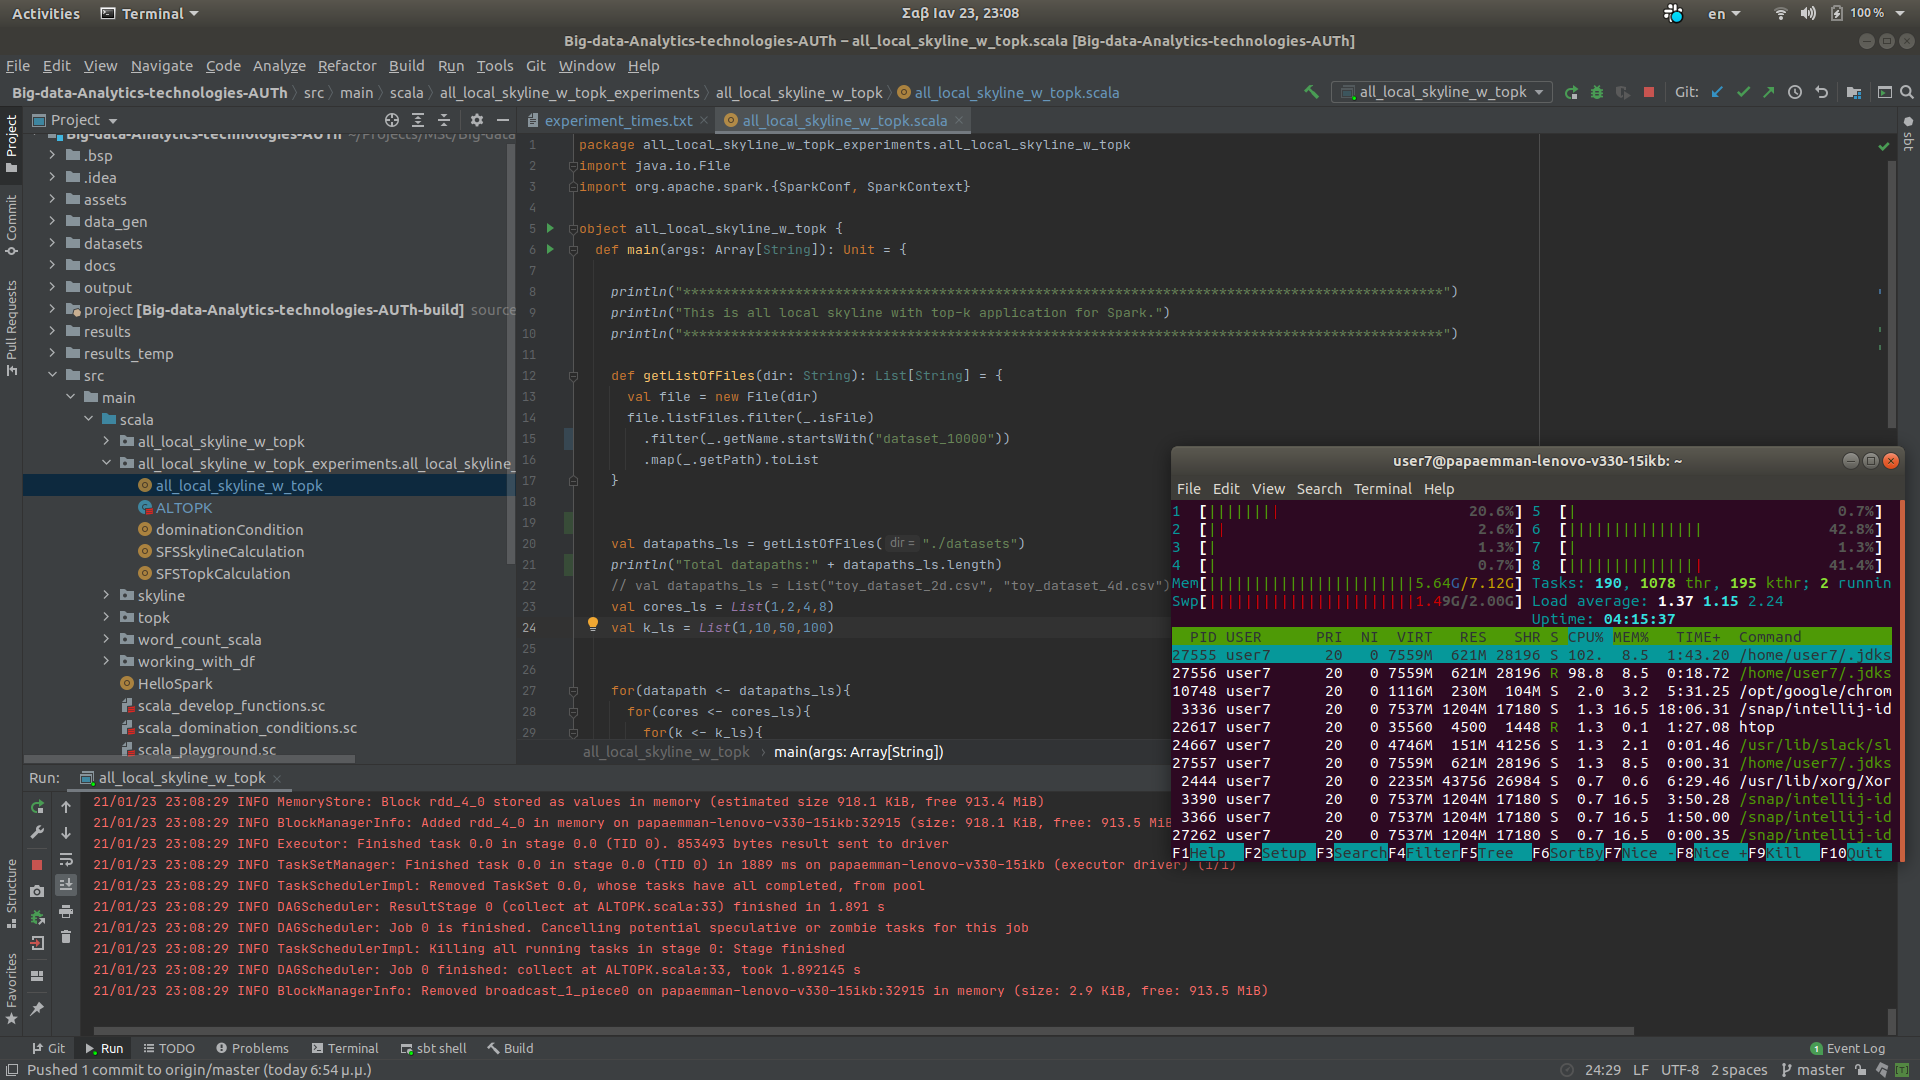 Activities Terminal Σαβ Ιαν 23, 23:08 en 100%
Big-data-Analytics-technologies-AUTh – all_local_skyline_w_topk.scala [Big-data-Analytics-technologies-AUTh]
File Edit View Navigate Code Analyze Refactor Build Run Tools Git Window Help
Big-data-Analytics-technologies-AUTh src main scala all_local_skyline_w_topk_experiments all_local_skyline_w_topk all_local_skyline_w_topk.scala all_local_skyline_w_topk Git:
Project
Commit
Pull Requests
Structure
Favorites
sbt
Project
.bsp
.idea
assets
data_gen
datasets
docs
output
project [Big-data-Analytics-technologies-AUTh-build] source
results
results_temp
src
main
scala
all_local_skyline_w_topk
all_local_skyline_w_topk_experiments.all_local_skyline_
all_local_skyline_w_topk
ALTOPK
dominationCondition
SFSSkylineCalculation
SFSTopkCalculation
skyline
topk
word_count_scala
working_with_df
HelloSpark
scala_develop_functions.sc
scala_domination_conditions.sc
scala_playground.sc
experiment_times.txt all_local_skyline_w_topk.scala
1 package all_local_skyline_w_topk_experiments.all_local_skyline_w_topk
2 import java.io.File
3 import org.apache.spark.{SparkConf, SparkContext}
4
5 object all_local_skyline_w_topk {
6 def main(args: Array[String]): Unit = {
7
8 println("***********************************************************************************************")
9 println("This is all local skyline with top-k application for Spark.")
10 println("***********************************************************************************************")
11
12 def getListOfFiles(dir: String): List[String] = {
13 val file = new File(dir)
14 file.listFiles.filter(_.isFile)
15 .filter(_.getName.startsWith("dataset_10000"))
16 .map(_.getPath).toList
17 }
18
19
20 val datapaths_ls = getListOfFiles( dir = "./datasets")
21 println("Total datapaths:" + datapaths_ls.length)
22 // val datapaths_ls = List("toy_dataset_2d.csv", "toy_dataset_4d.csv")
23 val cores_ls = List(1,2,4,8)
24 val k_ls = List(1,10,50,100)
25
26
27 for(datapath <- datapaths_ls){
28 for(cores <- cores_ls){
29 for(k <- k_ls){
all_local_skyline_w_topk main(args: Array[String])
user7@papaemman-lenovo-v330-15ikb: ~
File Edit View Search Terminal Help
1 [|||||||| 20.6%] 5 [| 0.7%]
2 [|| 2.6%] 6 [||||||||||||||| 42.8%]
3 [| 1.3%] 7 [| 1.3%]
4 [| 0.7%] 8 [||||||||||||||| 41.4%]
Mem[||||||||||||||||||||||5.64G/7.12G] Tasks: 190, 1078 thr, 195 kthr; 2 runnin
Swp[||||||||||||||||||||||1.49G/2.00G] Load average: 1.37 1.15 2.24
Uptime: 04:15:37
PID USER PRI NI VIRT RES SHR S CPU% MEM% TIME+ Command
27555 user7 20 0 7559M 621M 28196 S 102. 8.5 1:43.20 /home/user7/.jdks
27556 user7 20 0 7559M 621M 28196 R 98.8 8.5 0:18.72 /home/user7/.jdks
10748 user7 20 0 1116M 230M 104M S 2.0 3.2 5:31.25 /opt/google/chrom
3336 user7 20 0 7537M 1204M 17180 S 1.3 16.5 18:06.31 /snap/intellij-id
22617 user7 20 0 35560 4500 1448 R 1.3 0.1 1:27.08 htop
24667 user7 20 0 4746M 151M 41256 S 1.3 2.1 0:01.46 /usr/lib/slack/sl
27557 user7 20 0 7559M 621M 28196 S 1.3 8.5 0:00.31 /home/user7/.jdks
2444 user7 20 0 2235M 43756 26984 S 0.7 0.6 6:29.46 /usr/lib/xorg/Xor
3390 user7 20 0 7537M 1204M 17180 S 0.7 16.5 3:50.28 /snap/intellij-id
3366 user7 20 0 7537M 1204M 17180 S 0.7 16.5 1:50.00 /snap/intellij-id
27262 user7 20 0 7537M 1204M 17180 S 0.7 16.5 0:00.35 /snap/intellij-id
F1Help F2Setup F3SearchF4FilterF5Tree F6SortByF7Nice -F8Nice +F9Kill F10Quit
Run: all_local_skyline_w_topk
21/01/23 23:08:29 INFO MemoryStore: Block rdd_4_0 stored as values in memory (estimated size 918.1 KiB, free 913.4 MiB)
21/01/23 23:08:29 INFO BlockManagerInfo: Added rdd_4_0 in memory on papaemman-lenovo-v330-15ikb:32915 (size: 918.1 KiB, free: 913.5 MiB
21/01/23 23:08:29 INFO Executor: Finished task 0.0 in stage 0.0 (TID 0). 853493 bytes result sent to driver
21/01/23 23:08:29 INFO TaskSetManager: Finished task 0.0 in stage 0.0 (TID 0) in 1889 ms on papaemman-lenovo-v330-15ikb (executor driver) (1/1)
21/01/23 23:08:29 INFO TaskSchedulerImpl: Removed TaskSet 0.0, whose tasks have all completed, from pool
21/01/23 23:08:29 INFO DAGScheduler: ResultStage 0 (collect at ALTOPK.scala:33) finished in 1.891 s
21/01/23 23:08:29 INFO DAGScheduler: Job 0 is finished. Cancelling potential speculative or zombie tasks for this job
21/01/23 23:08:29 INFO TaskSchedulerImpl: Killing all running tasks in stage 0: Stage finished
21/01/23 23:08:29 INFO DAGScheduler: Job 0 finished: collect at ALTOPK.scala:33, took 1.892145 s
21/01/23 23:08:29 INFO BlockManagerInfo: Removed broadcast_1_piece0 on papaemman-lenovo-v330-15ikb:32915 in memory (size: 2.9 KiB, free: 913.5 MiB)
Git Run TODO Problems Terminal sbt shell Build 1 Event Log
Pushed 1 commit to origin/master (today 6:54 μ.μ.) 24:29 LF UTF-8 2 spaces master